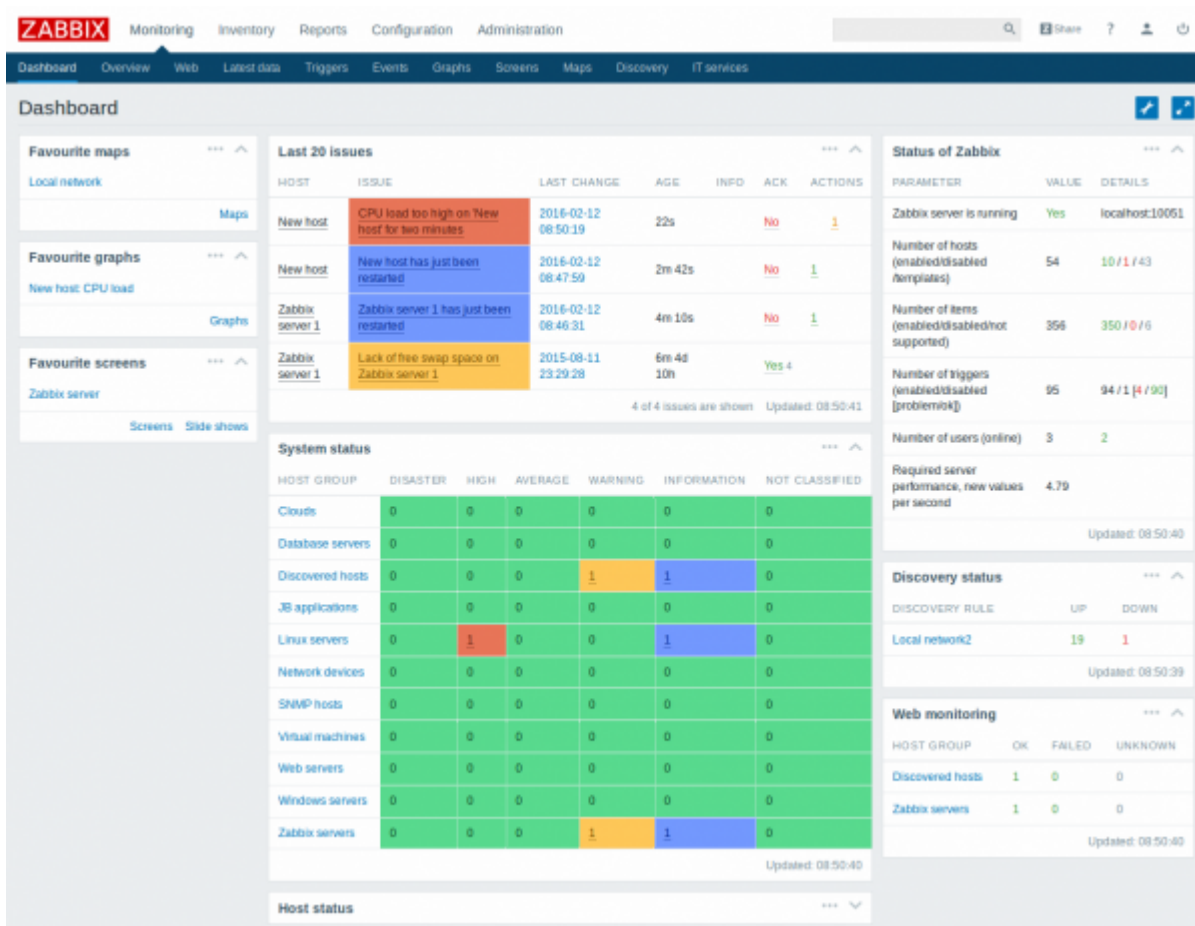 ZABBIX Monitoring Inventory Reports Configuration Administration Share ?
Dashboard Overview Web Latest data Triggers Events Graphs Screens Maps Discovery IT services
Dashboard
Favourite maps
Local network
Maps
Favourite graphs
New host: CPU load
Graphs
Favourite screens
Zabbix server
Screens Slide shows
Last 20 issues
HOST ISSUE LAST CHANGE AGE INFO ACK ACTIONS
New host CPU load too high on 'New host' for two minutes 2016-02-12 08:50:19 22s No 1
New host New host has just been restarted 2016-02-12 08:47:59 2m 42s No 1
Zabbix server 1 Zabbix server 1 has just been restarted 2016-02-12 08:46:31 4m 10s No 1
Zabbix server 1 Lack of free swap space on Zabbix server 1 2015-08-11 23:29:28 6m 4d 10h Yes 4
4 of 4 issues are shown Updated: 08:50:41
System status
HOST GROUP DISASTER HIGH AVERAGE WARNING INFORMATION NOT CLASSIFIED
Clouds 0 0 0 0 0 0
Database servers 0 0 0 0 0 0
Discovered hosts 0 0 0 1 1 0
JB applications 0 0 0 0 0 0
Linux servers 0 1 0 0 1 0
Network devices 0 0 0 0 0 0
SNMP hosts 0 0 0 0 0 0
Virtual machines 0 0 0 0 0 0
Web servers 0 0 0 0 0 0
Windows servers 0 0 0 0 0 0
Zabbix servers 0 0 0 1 1 0
Updated: 08:50:40
Host status
Status of Zabbix
PARAMETER VALUE DETAILS
Zabbix server is running Yes localhost:10051
Number of hosts (enabled/disabled/templates) 54 10 / 1 / 43
Number of items (enabled/disabled/not supported) 356 350 / 0 / 6
Number of triggers (enabled/disabled [problem/ok]) 95 94 / 1 [4 / 90]
Number of users (online) 3 2
Required server performance, new values per second 4.79
Updated: 08:50:40
Discovery status
DISCOVERY RULE UP DOWN
Local network2 19 1
Updated: 08:50:39
Web monitoring
HOST GROUP OK FAILED UNKNOWN
Discovered hosts 1 0 0
Zabbix servers 1 0 0
Updated: 08:50:40